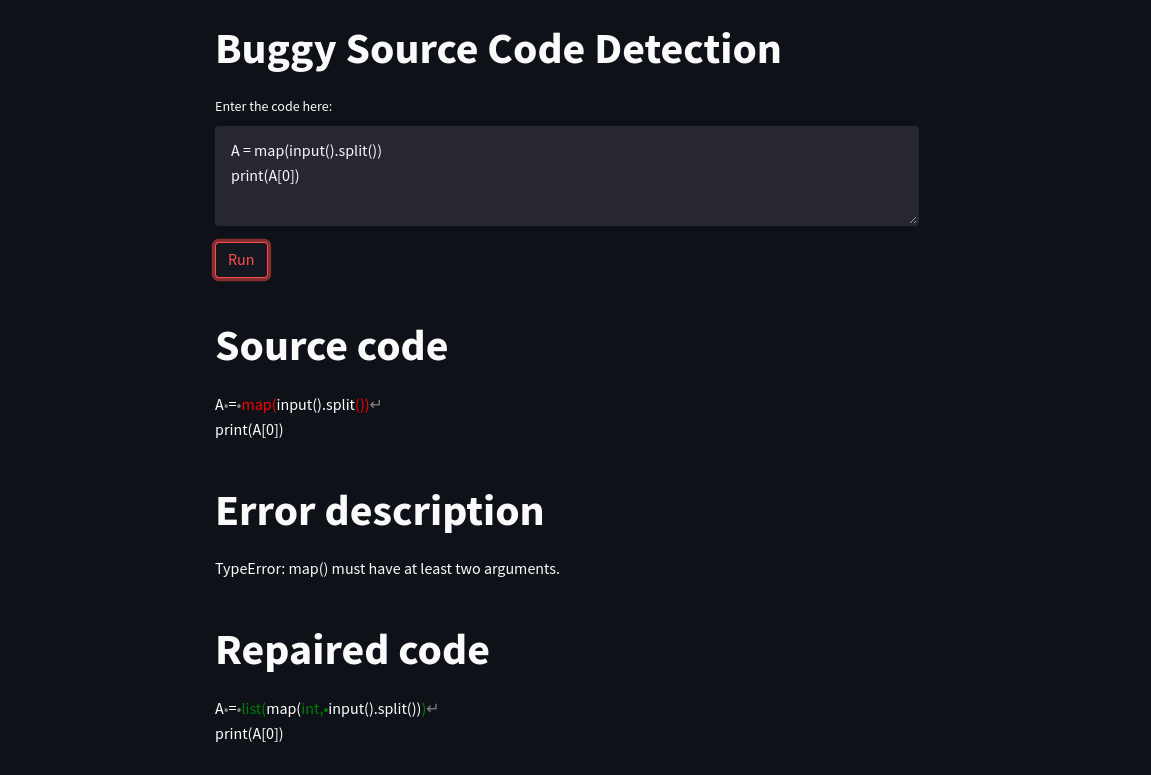 Buggy Source Code Detection
Enter the code here:
A = map(input().split())
print(A[0])
Run
Source code
A•=•map(input().split())↵
print(A[0])
Error description
TypeError: map() must have at least two arguments.
Repaired code
A•=•list(map(int,•input().split()))↵
print(A[0])